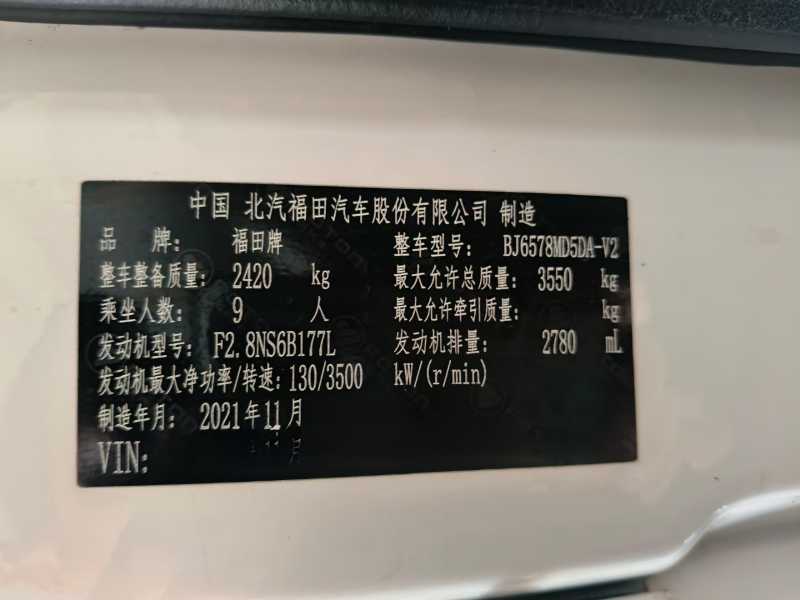 中国 北汽福田汽车股份有限公司 制造
品 牌: 福田牌 整车型号: BJ6578MD5DA-V2
整车整备质量: 2420 kg 最大允许总质量: 3550 kg
乘坐人数: 9 人 最大允许牵引质量: kg
发动机型号: F2.8NS6B177L 发动机排量: 2780 mL
发动机最大净功率/转速: 130/3500 kW/(r/min)
制造年月: 2021年11月
VIN: